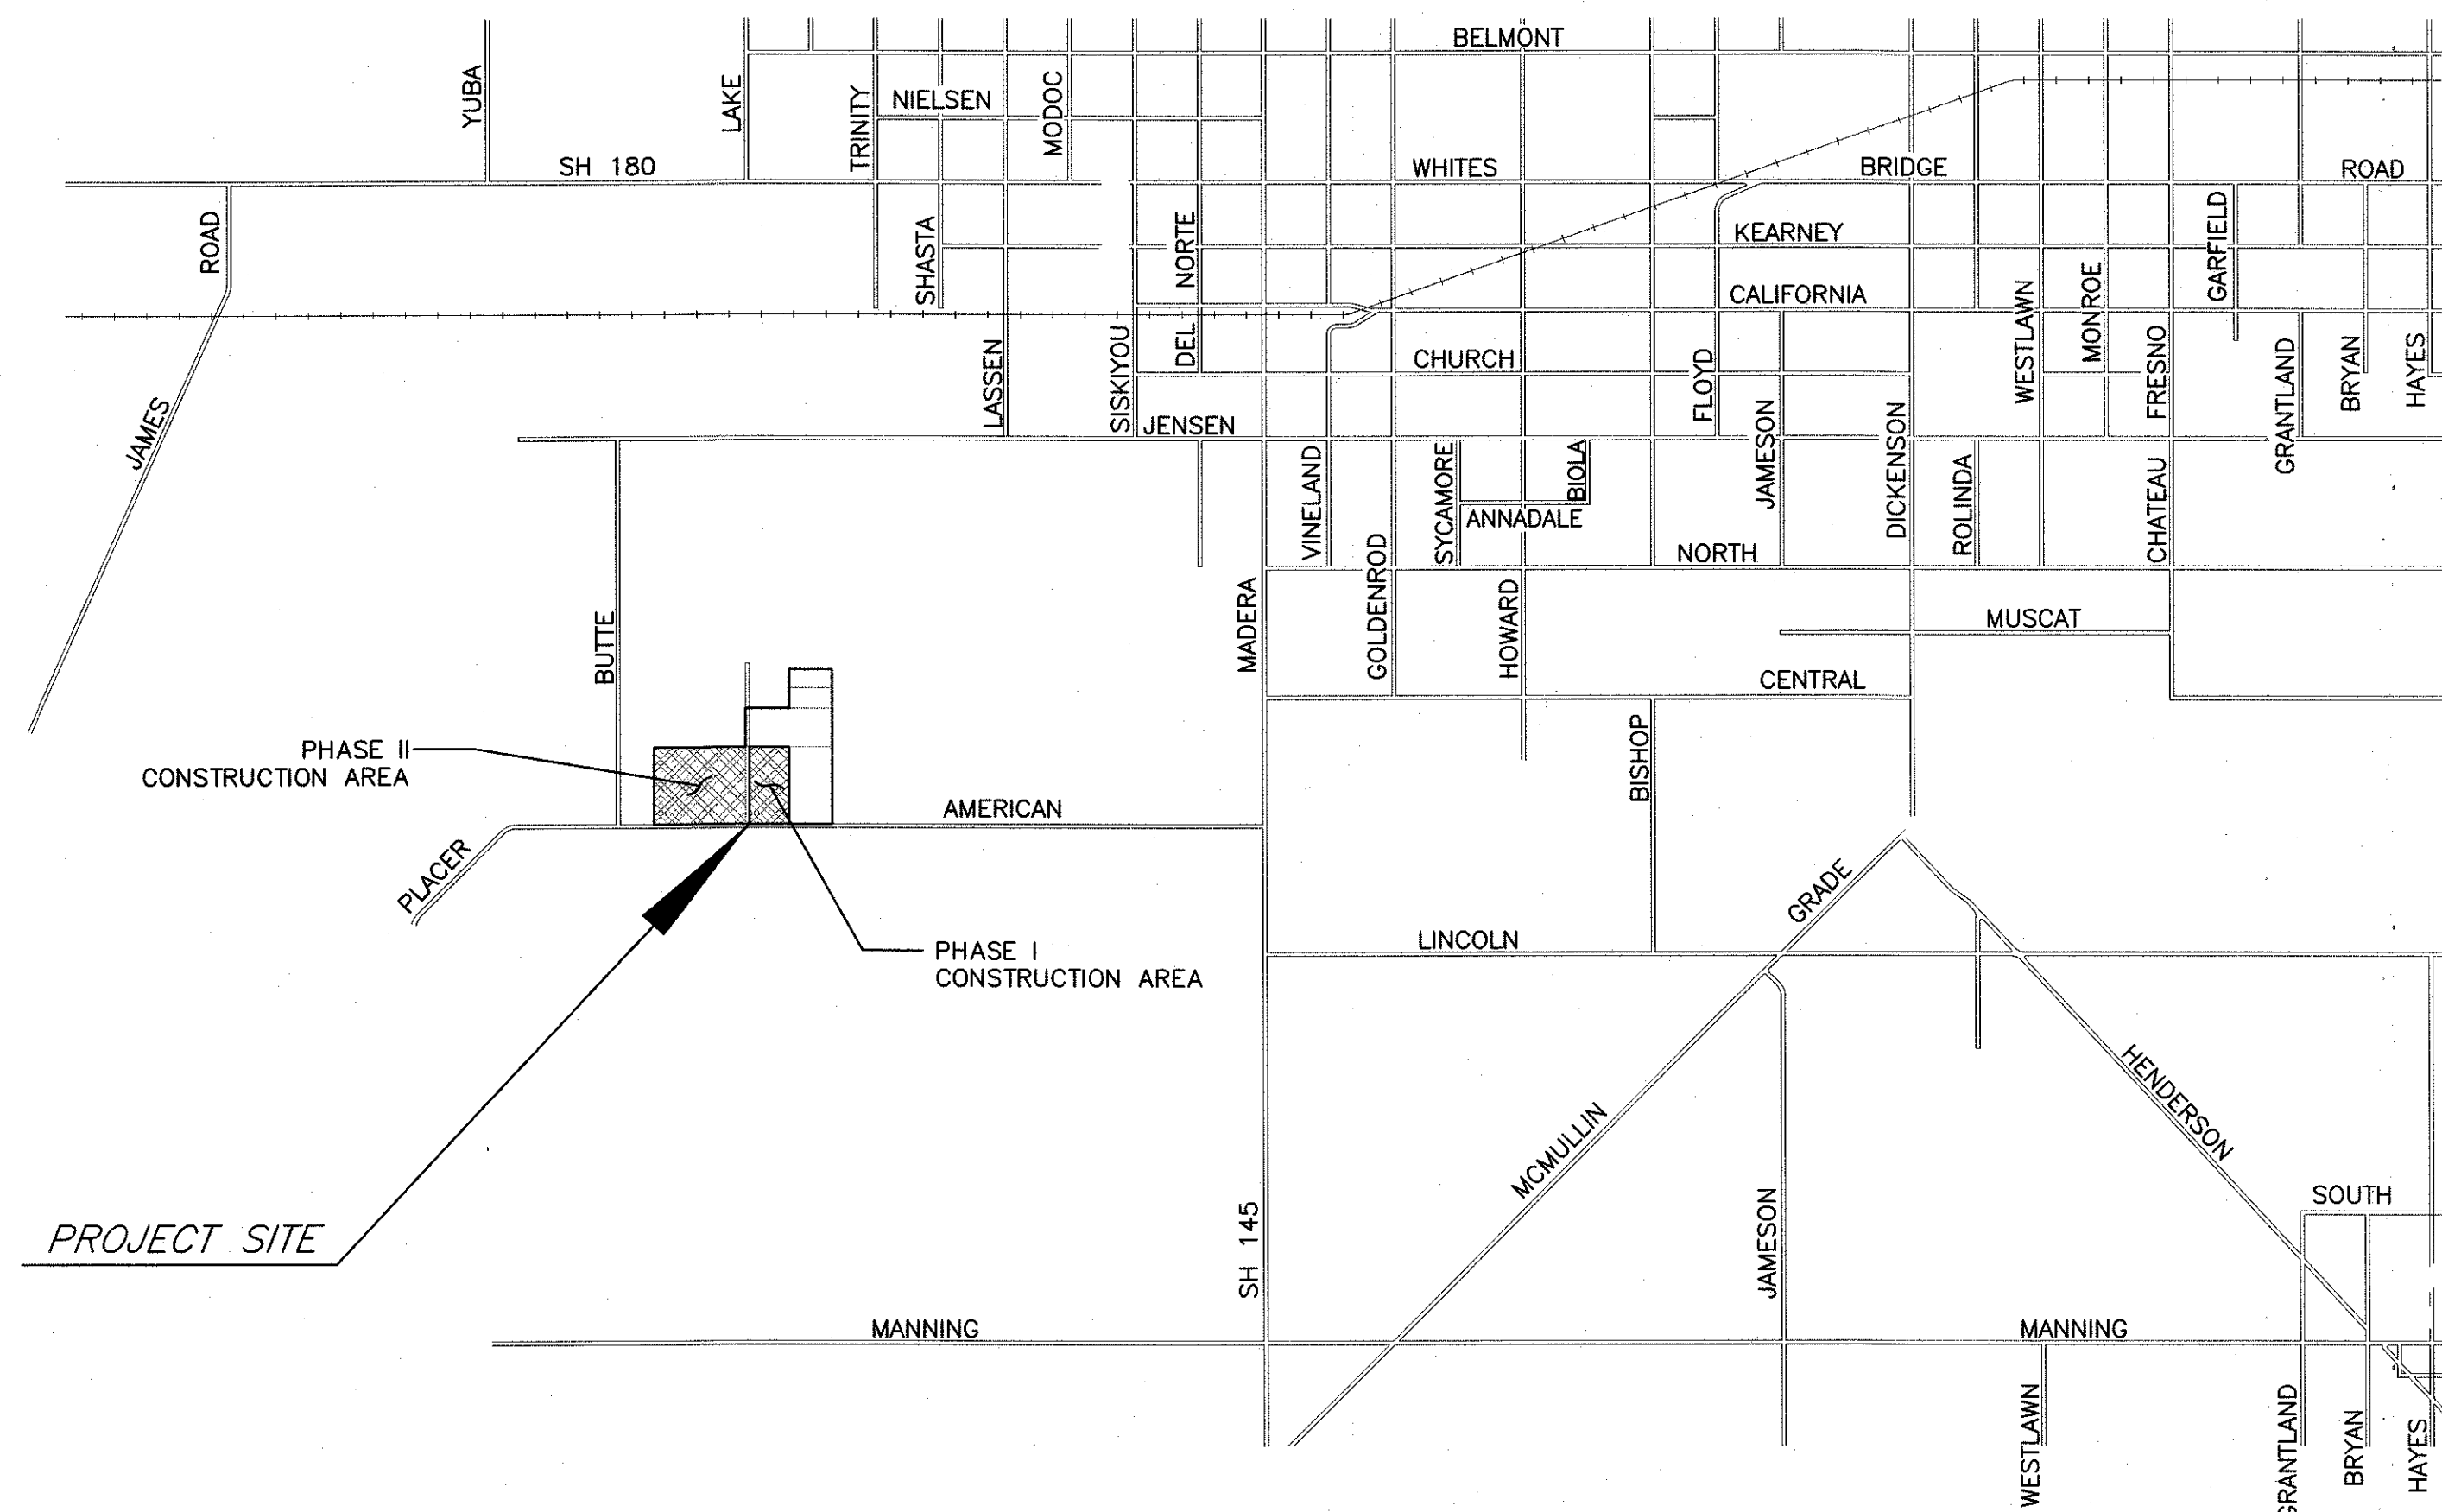 BELMONT
YUBA
LAKE
TRINITY
NIELSEN
MODOC
SH 180
WHITES
BRIDGE
ROAD
ROAD
SHASTA
DEL NORTE
KEARNEY
GARFIELD
CALIFORNIA
WESTLAWN
MONROE
LASSEN
SISKIYOU
CHURCH
FLOYD
FRESNO
GRANTLAND
BRYAN
HAYES
JAMES
JENSEN
JAMESON
DICKENSON
VINELAND
SYCAMORE
BIOLA
ROLINDA
CHATEAU
ANNADALE
NORTH
GOLDENROD
MADERA
HOWARD
MUSCAT
BUTTE
CENTRAL
BISHOP
PHASE II
CONSTRUCTION AREA
AMERICAN
PLACER
GRADE
PHASE I
CONSTRUCTION AREA
LINCOLN
HENDERSON
MCMULLIN
SOUTH
PROJECT SITE
SH 145
JAMESON
MANNING
MANNING
WESTLAWN
GRANTLAND
BRYAN
HAYES